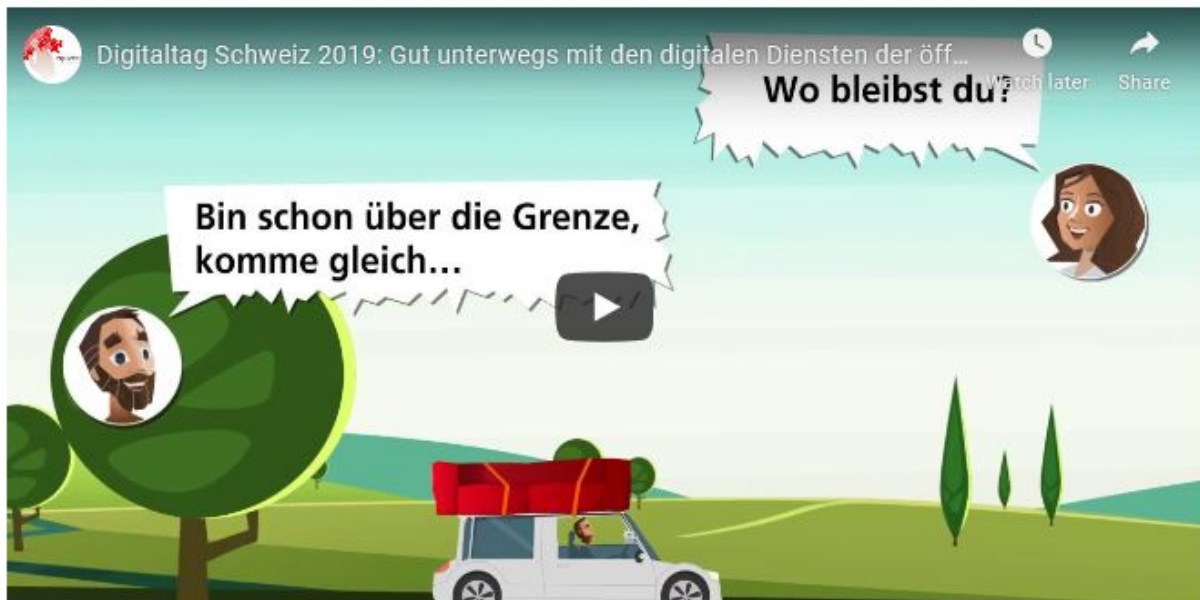 Digitaltag Schweiz 2019: Gut unterwegs mit den digitalen Diensten der öff…
Watch later
Share
Wo bleibst du?
Bin schon über die Grenze,
komme gleich...